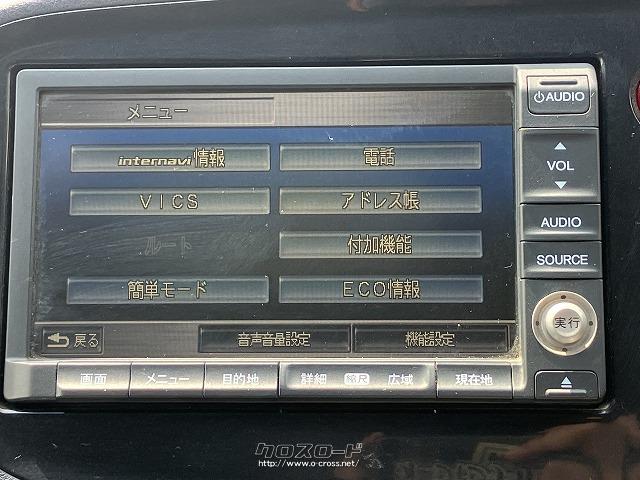 メニュー
internavi情報
電話
VICS
アドレス帳
ルート
付加機能
簡単モード
ECO情報
戻る
音声音量設定
機能設定
画面
メニュー
目的地
詳細
縮尺
広域
現在地
AUDIO
VOL
AUDIO
SOURCE
実行
クロスロード
http://www.o-cross.net/